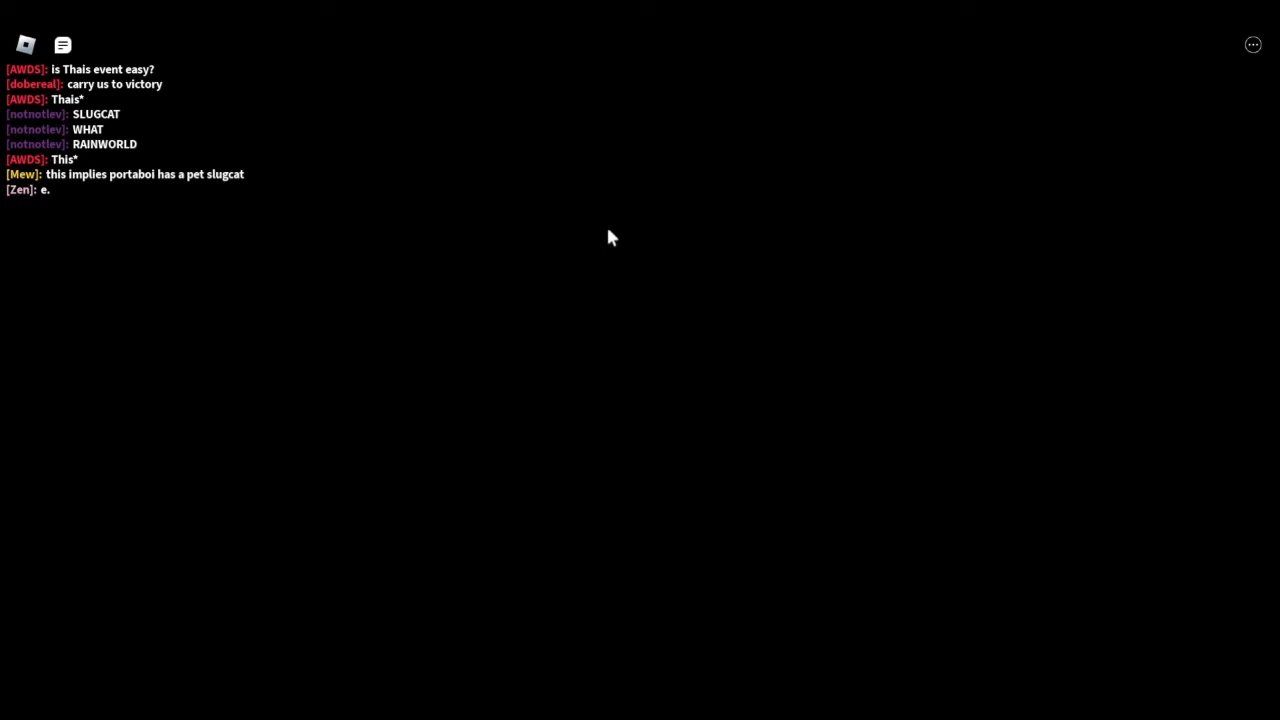 [AWDS]: is Thais event easy?
[dobereal]: carry us to victory
[AWDS]: Thais*
[notnotlev]: SLUGCAT
[notnotlev]: WHAT
[notnotlev]: RAINWORLD
[AWDS]: This*
[Mew]: this implies portaboi has a pet slugcat
[Zen]: e.